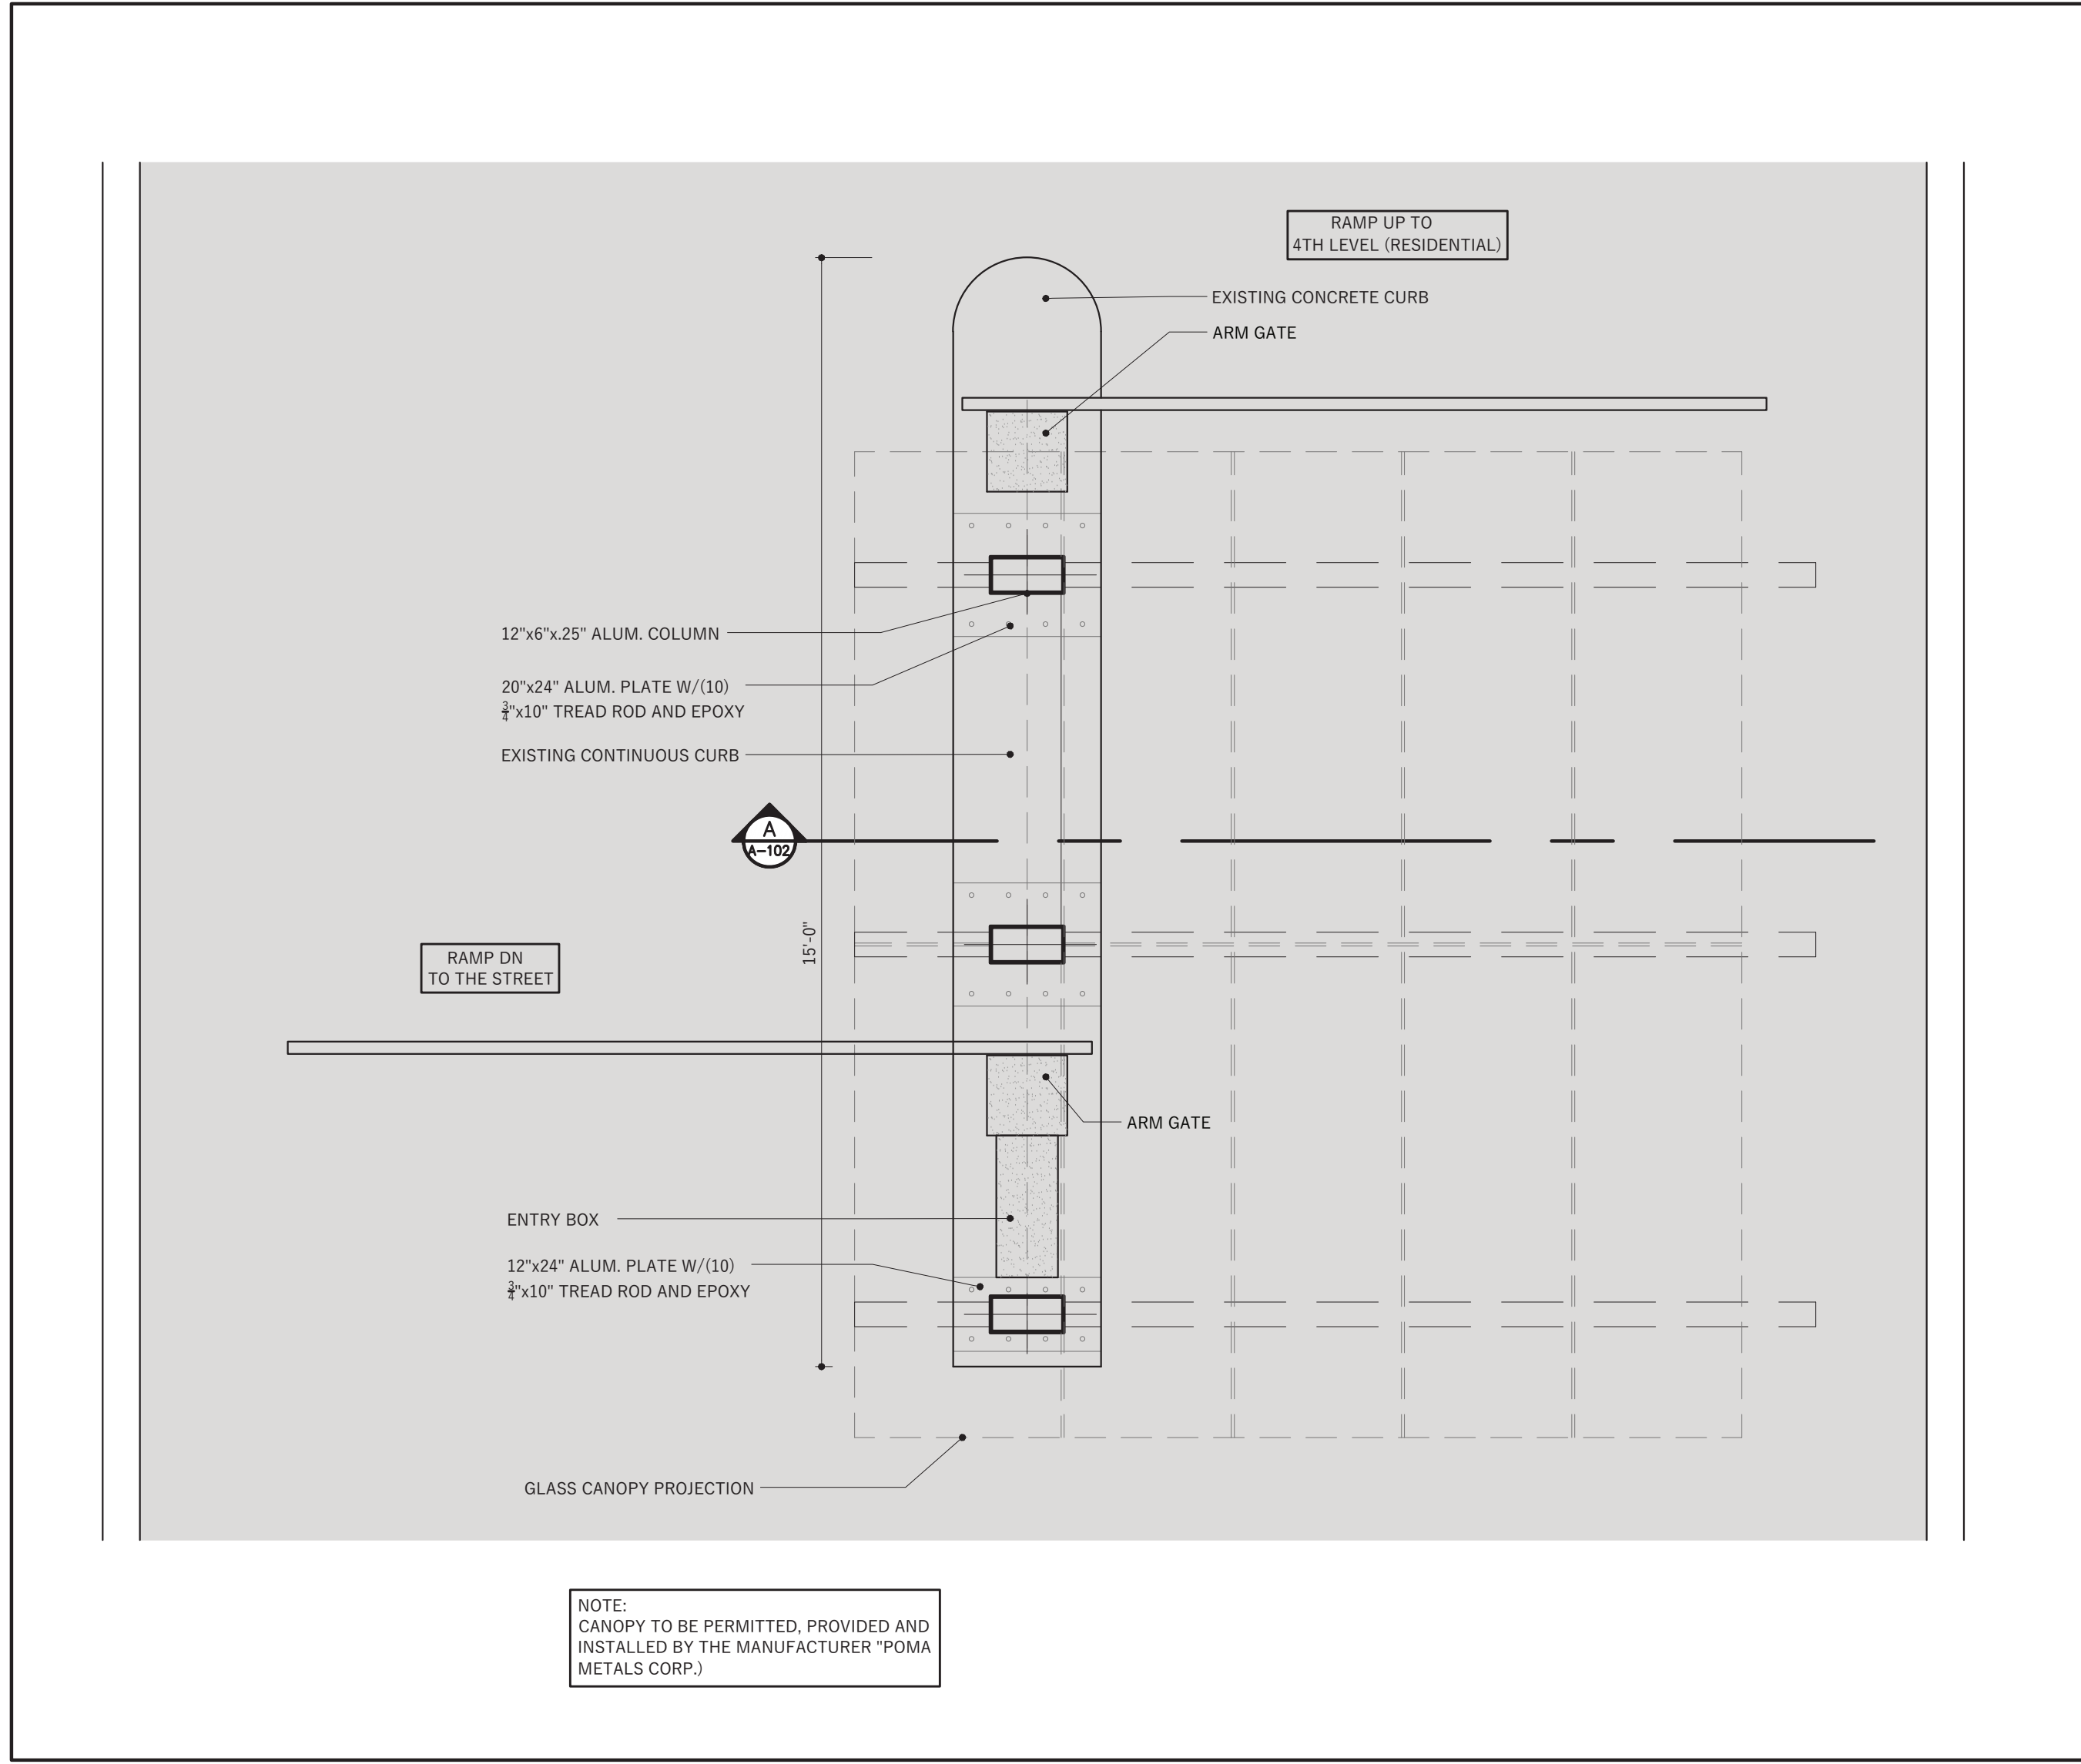 RAMP UP TO
4TH LEVEL (RESIDENTIAL)
EXISTING CONCRETE CURB
ARM GATE
12"x6"x.25" ALUM. COLUMN
20"x24" ALUM. PLATE W/(10)
3/4"x10" TREAD ROD AND EPOXY
EXISTING CONTINUOUS CURB
A
A-102
15'-0"
RAMP DN
TO THE STREET
ARM GATE
ENTRY BOX
12"x24" ALUM. PLATE W/(10)
3/4"x10" TREAD ROD AND EPOXY
GLASS CANOPY PROJECTION
NOTE:
CANOPY TO BE PERMITTED, PROVIDED AND
INSTALLED BY THE MANUFACTURER "POMA
METALS CORP.)